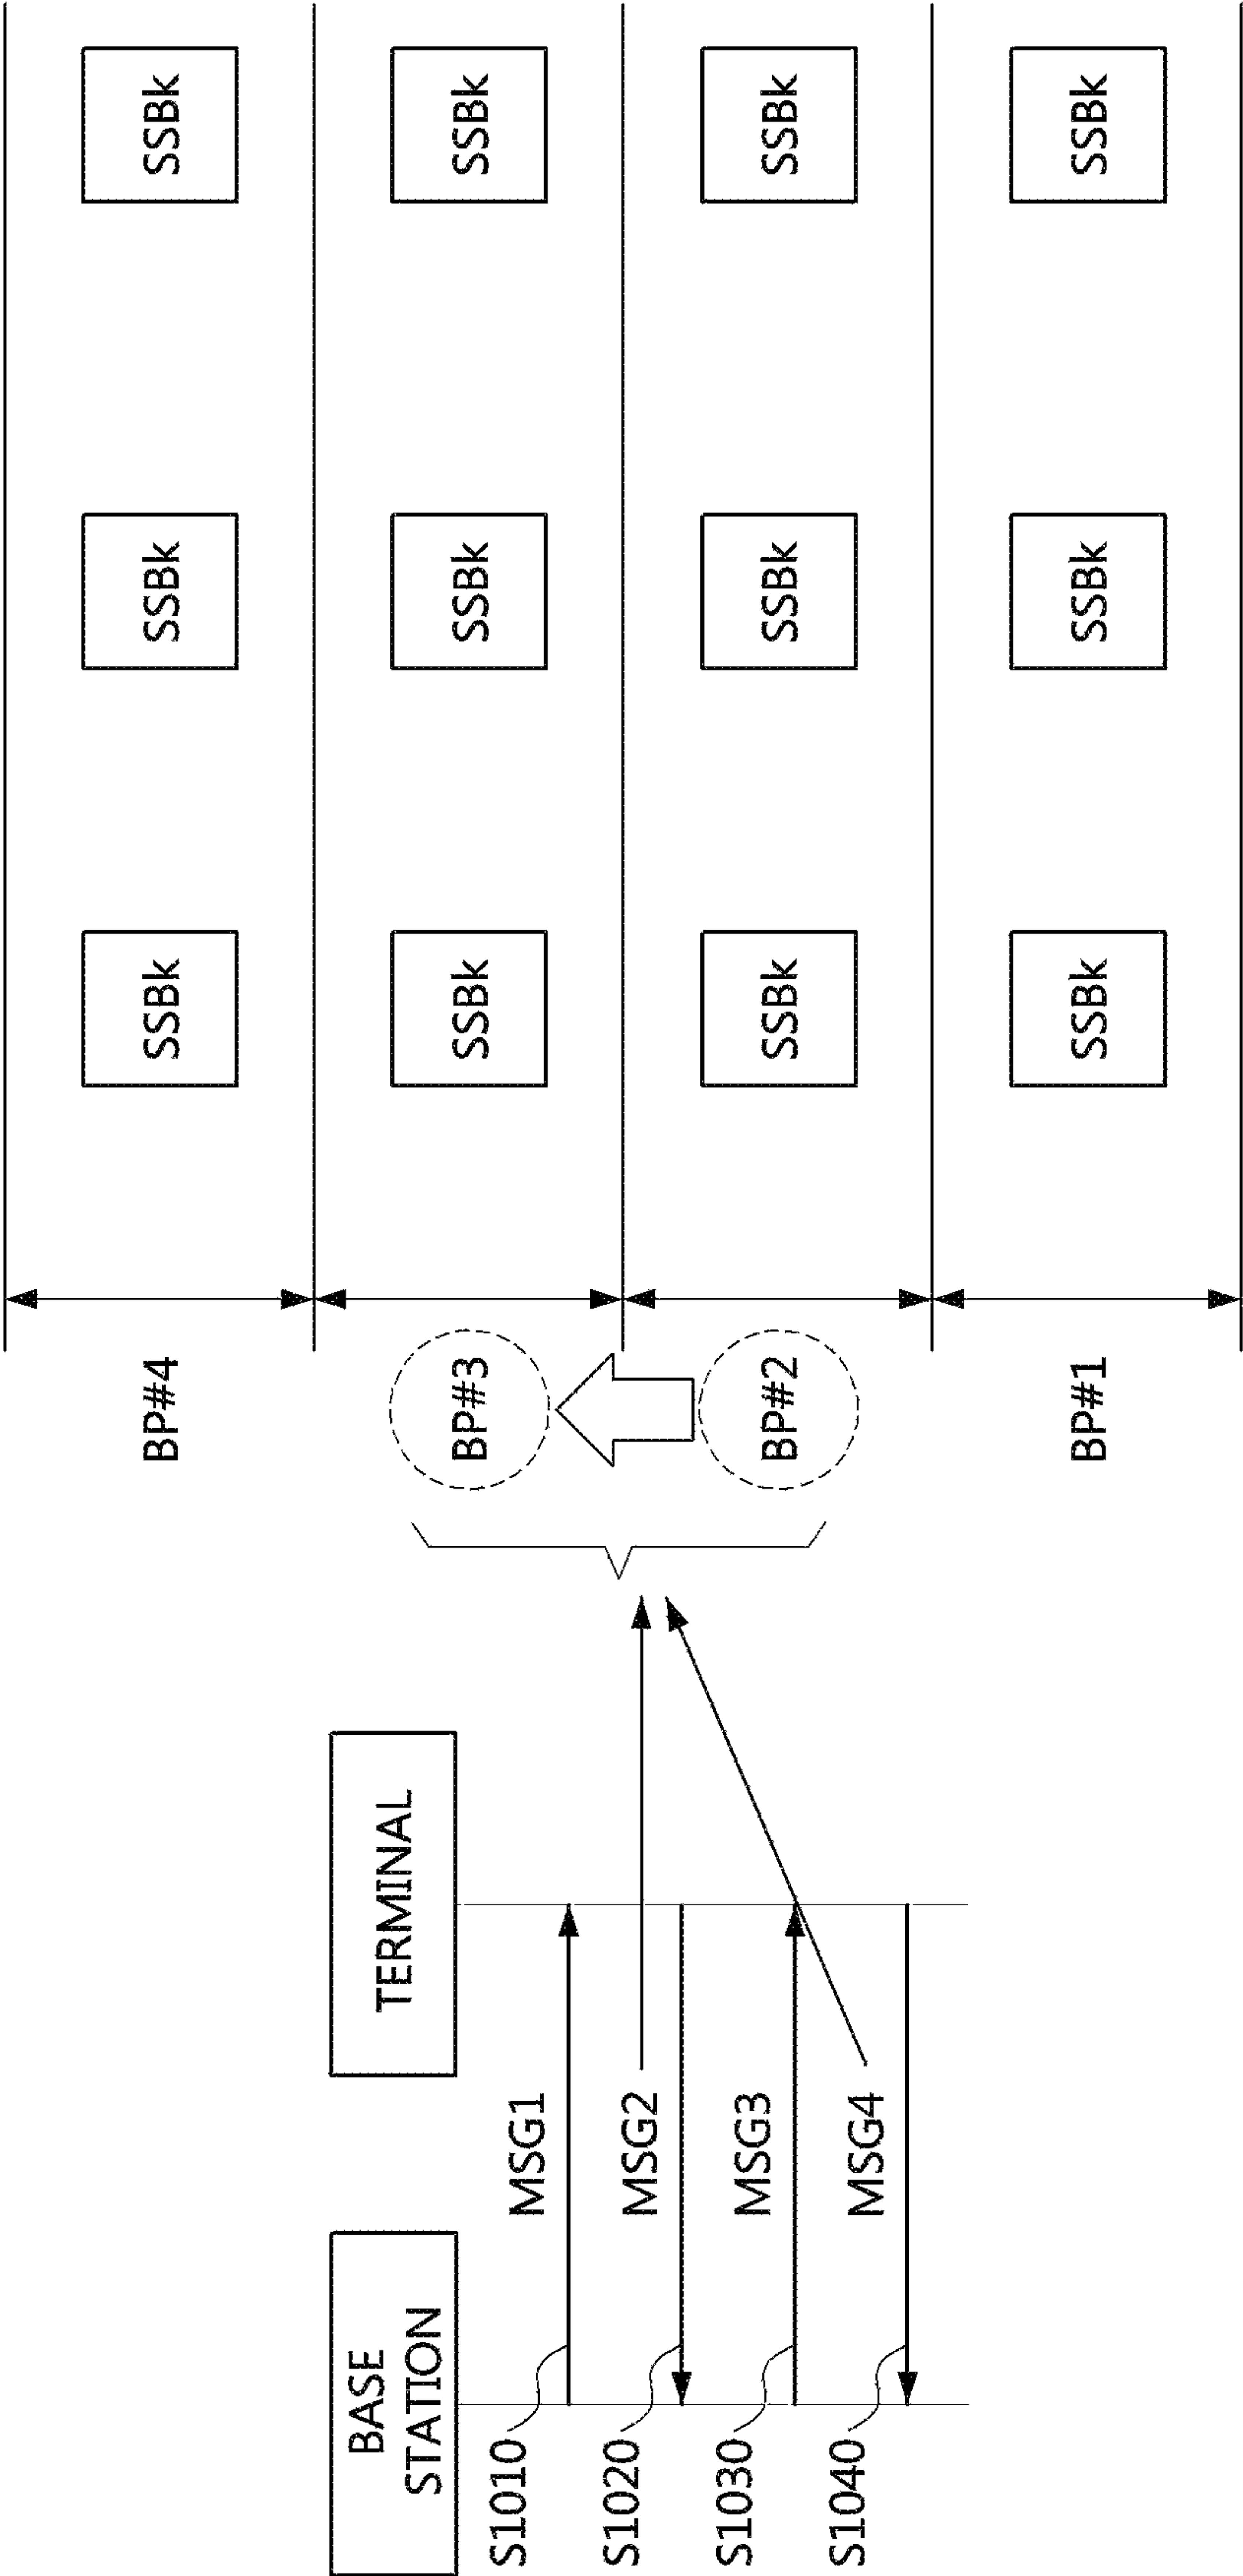 BASE
STATION
TERMINAL
S1010
MSG1
S1020
MSG2
S1030
MSG3
S1040
MSG4
BP#4
SSBk
SSBk
SSBk
BP#3
SSBk
SSBk
SSBk
BP#2
SSBk
SSBk
SSBk
BP#1
SSBk
SSBk
SSBk